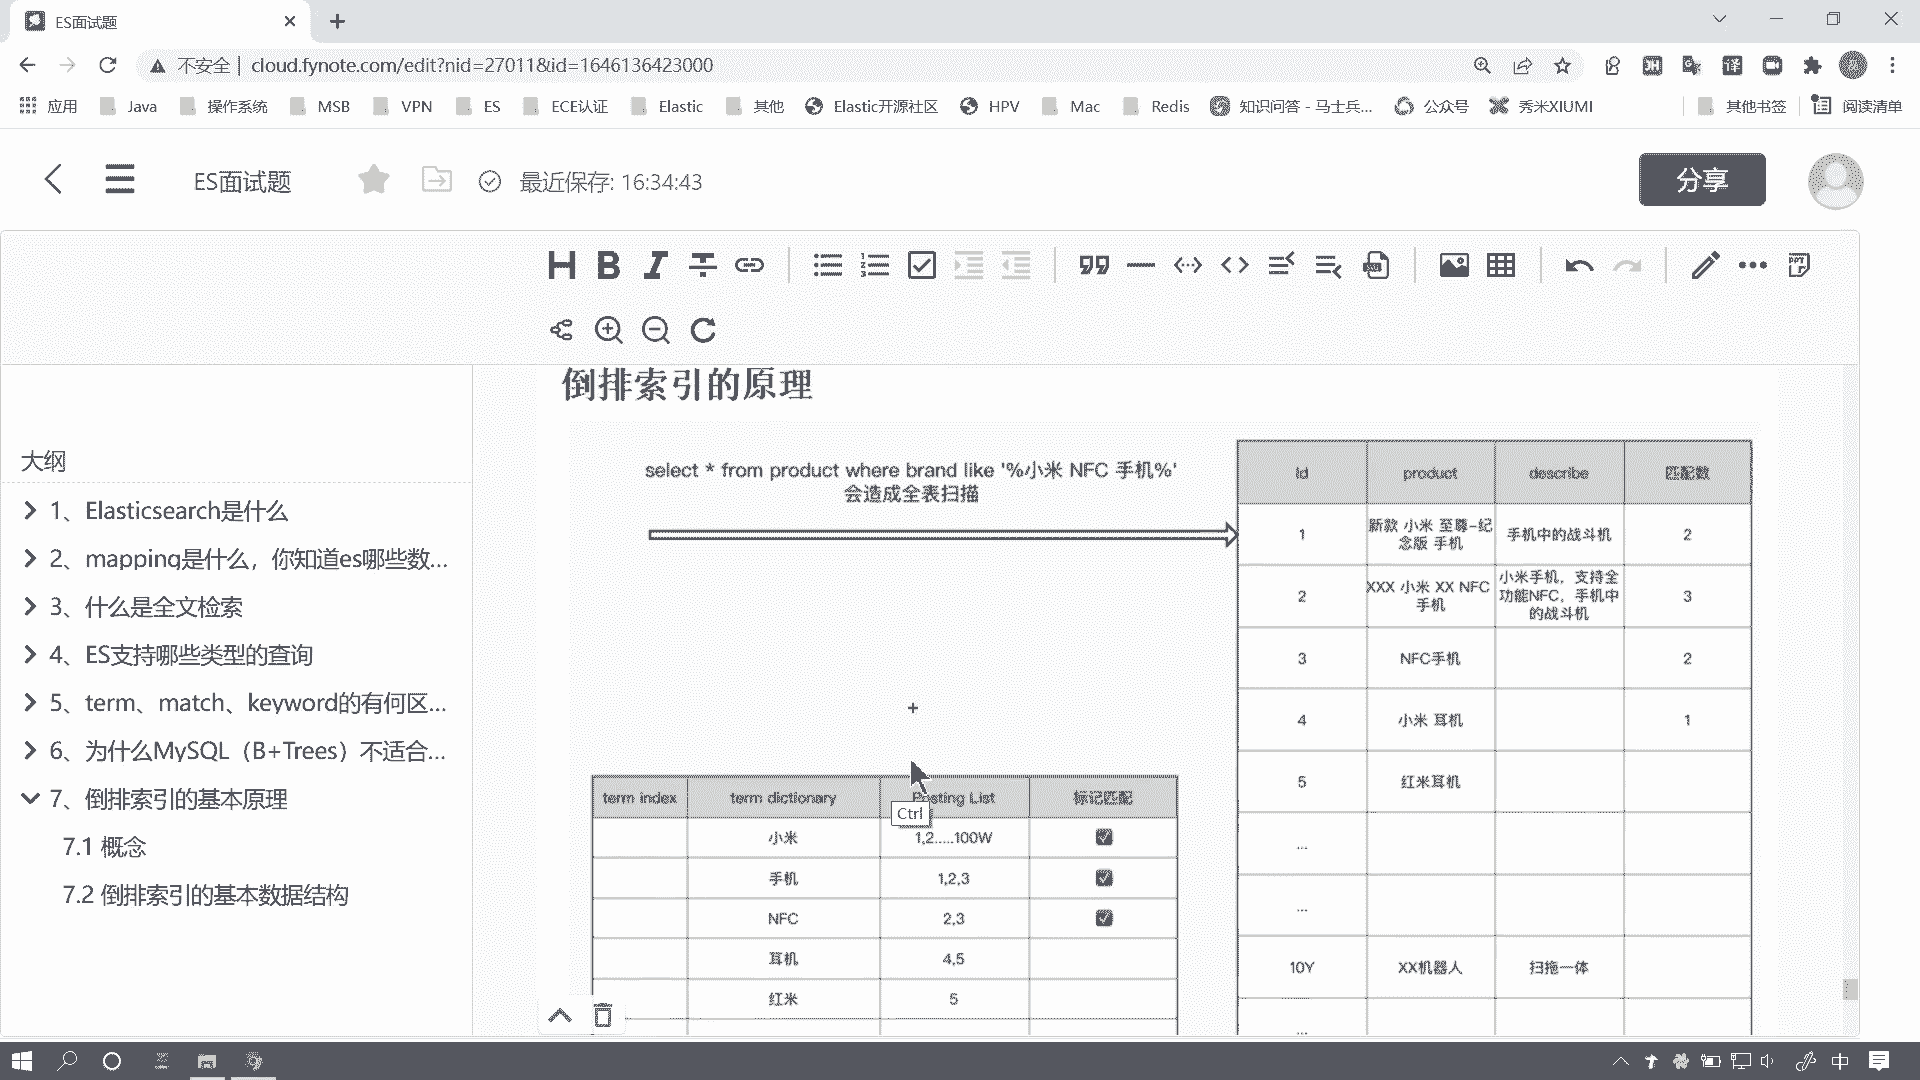 ES面试题
不安全 | cloud.fynote.com/edit?nid=27011&id=1646136423000
应用 Java 操作系统 MSB VPN ES ECE认证 Elastic 其他 Elastic开源社区 HPV Mac Redis 知识问答 - 马士兵... 公众号 秀米XIUMI 其他书签 阅读清单
ES面试题 最近保存: 16:34:43 分享
H B I
倒排索引的原理
大纲
1、Elasticsearch是什么
2、mapping是什么，你知道es哪些数...
3、什么是全文检索
4、ES支持哪些类型的查询
5、term、match、keyword的有何区...
6、为什么MySQL（B+Trees）不适合...
7、倒排索引的基本原理
7.1 概念
7.2 倒排索引的基本数据结构
select * from product where brand like '%小米 NFC 手机%'
会造成全表扫描
Id product describe 匹配数
1 新款 小米 至尊-纪念版 手机 手机中的战斗机 2
2 XXX 小米 XX NFC 手机 小米手机，支持全功能NFC，手机中的战斗机 3
3 NFC手机 2
4 小米 耳机 1
5 红米耳机
...
...
10Y XX机器人 扫拖一体
...
term index term dictionary Posting List 标记匹配
Ctrl
小米 1,2.....100W
手机 1,2,3
NFC 2,3
耳机 4,5
红米 5
中